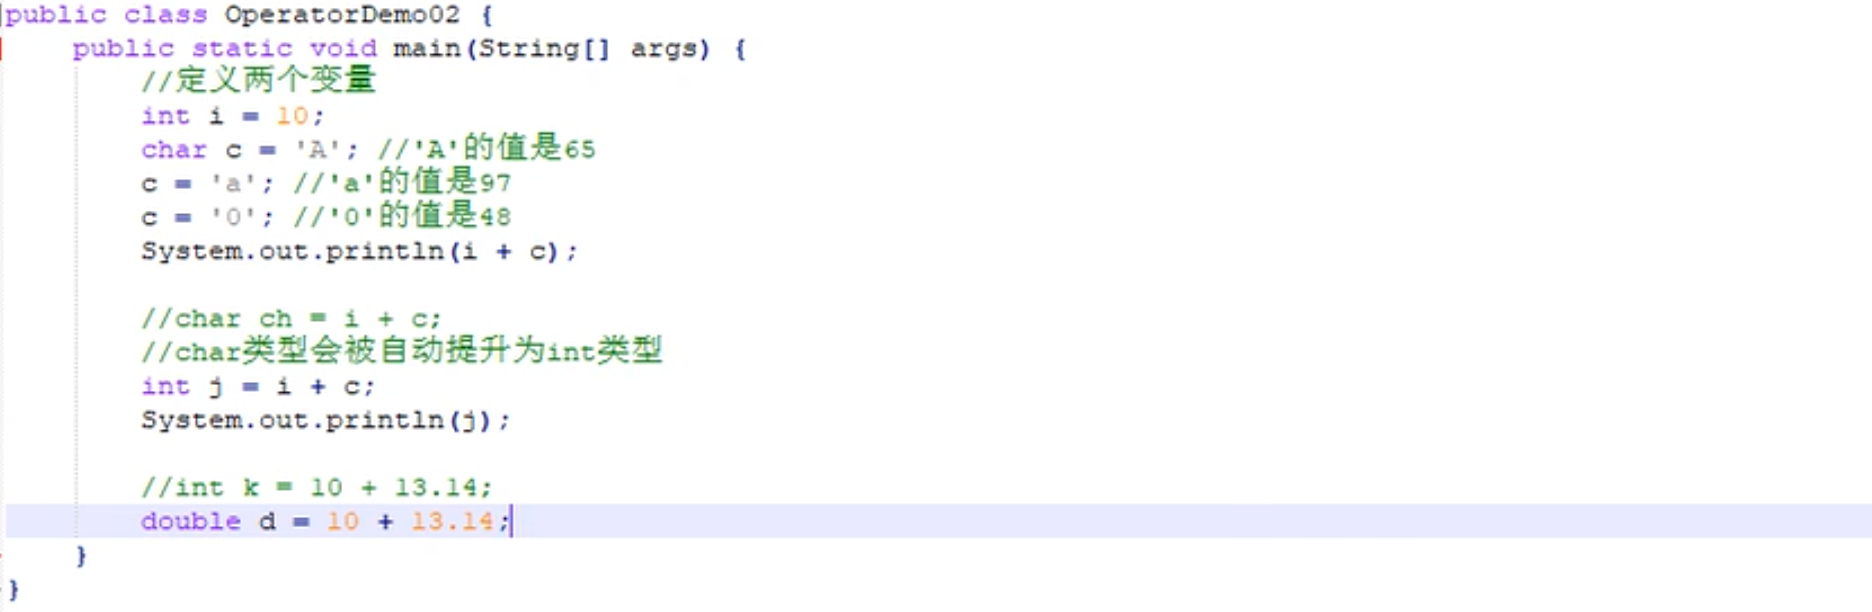 public class OperatorDemo02 {
public static void main(String[] args) {
//定义两个变量
int i = 10;
char c = 'A'; //'A'的值是65
c = 'a'; //'a'的值是97
c = '0'; //'0'的值是48
System.out.println(i + c);
//char ch = i + c;
//char类型会被自动提升为int类型
int j = i + c;
System.out.println(j);
//int k = 10 + 13.14;
double d = 10 + 13.14;
}
}